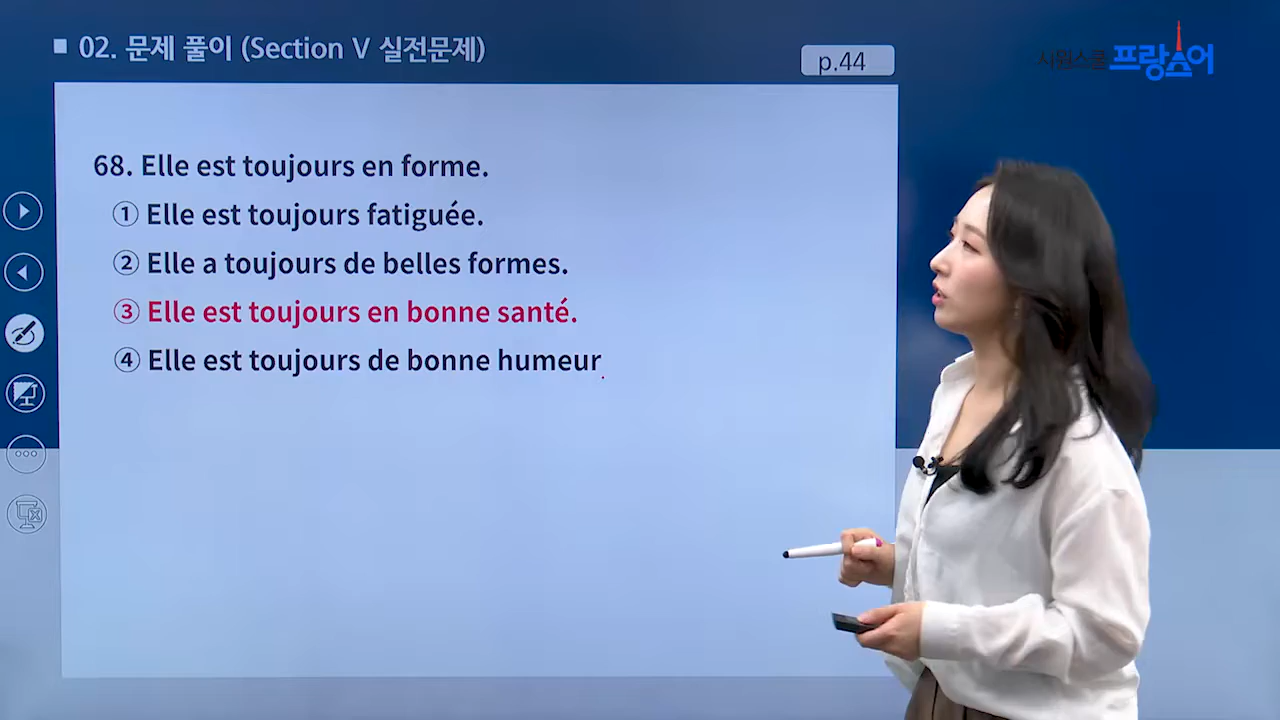 ■ 02. 문제 풀이 (Section V 실전문제)
p.44
시원스쿨 프랑스어
68. Elle est toujours en forme.
① Elle est toujours fatiguée.
② Elle a toujours de belles formes.
③ Elle est toujours en bonne santé.
④ Elle est toujours de bonne humeur